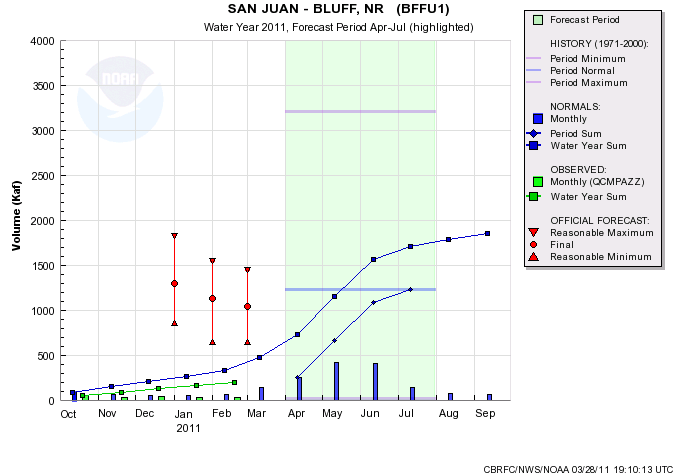 SAN JUAN - BLUFF, NR (BFFU1)
Water Year 2011, Forecast Period Apr-Jul (highlighted)
Volume (Kaf)
4000
3500
3000
2500
2000
1500
1000
500
0
NOAA
Oct Nov Dec Jan Feb Mar Apr May Jun Jul Aug Sep
2011
Forecast Period
HISTORY (1971-2000):
Period Minimum
Period Normal
Period Maximum
NORMALS:
Monthly
Period Sum
Water Year Sum
OBSERVED:
Monthly (QCMPAZZ)
Water Year Sum
OFFICIAL FORECAST:
Reasonable Maximum
Final
Reasonable Minimum
CBRFC/NWS/NOAA 03/28/11 19:10:13 UTC